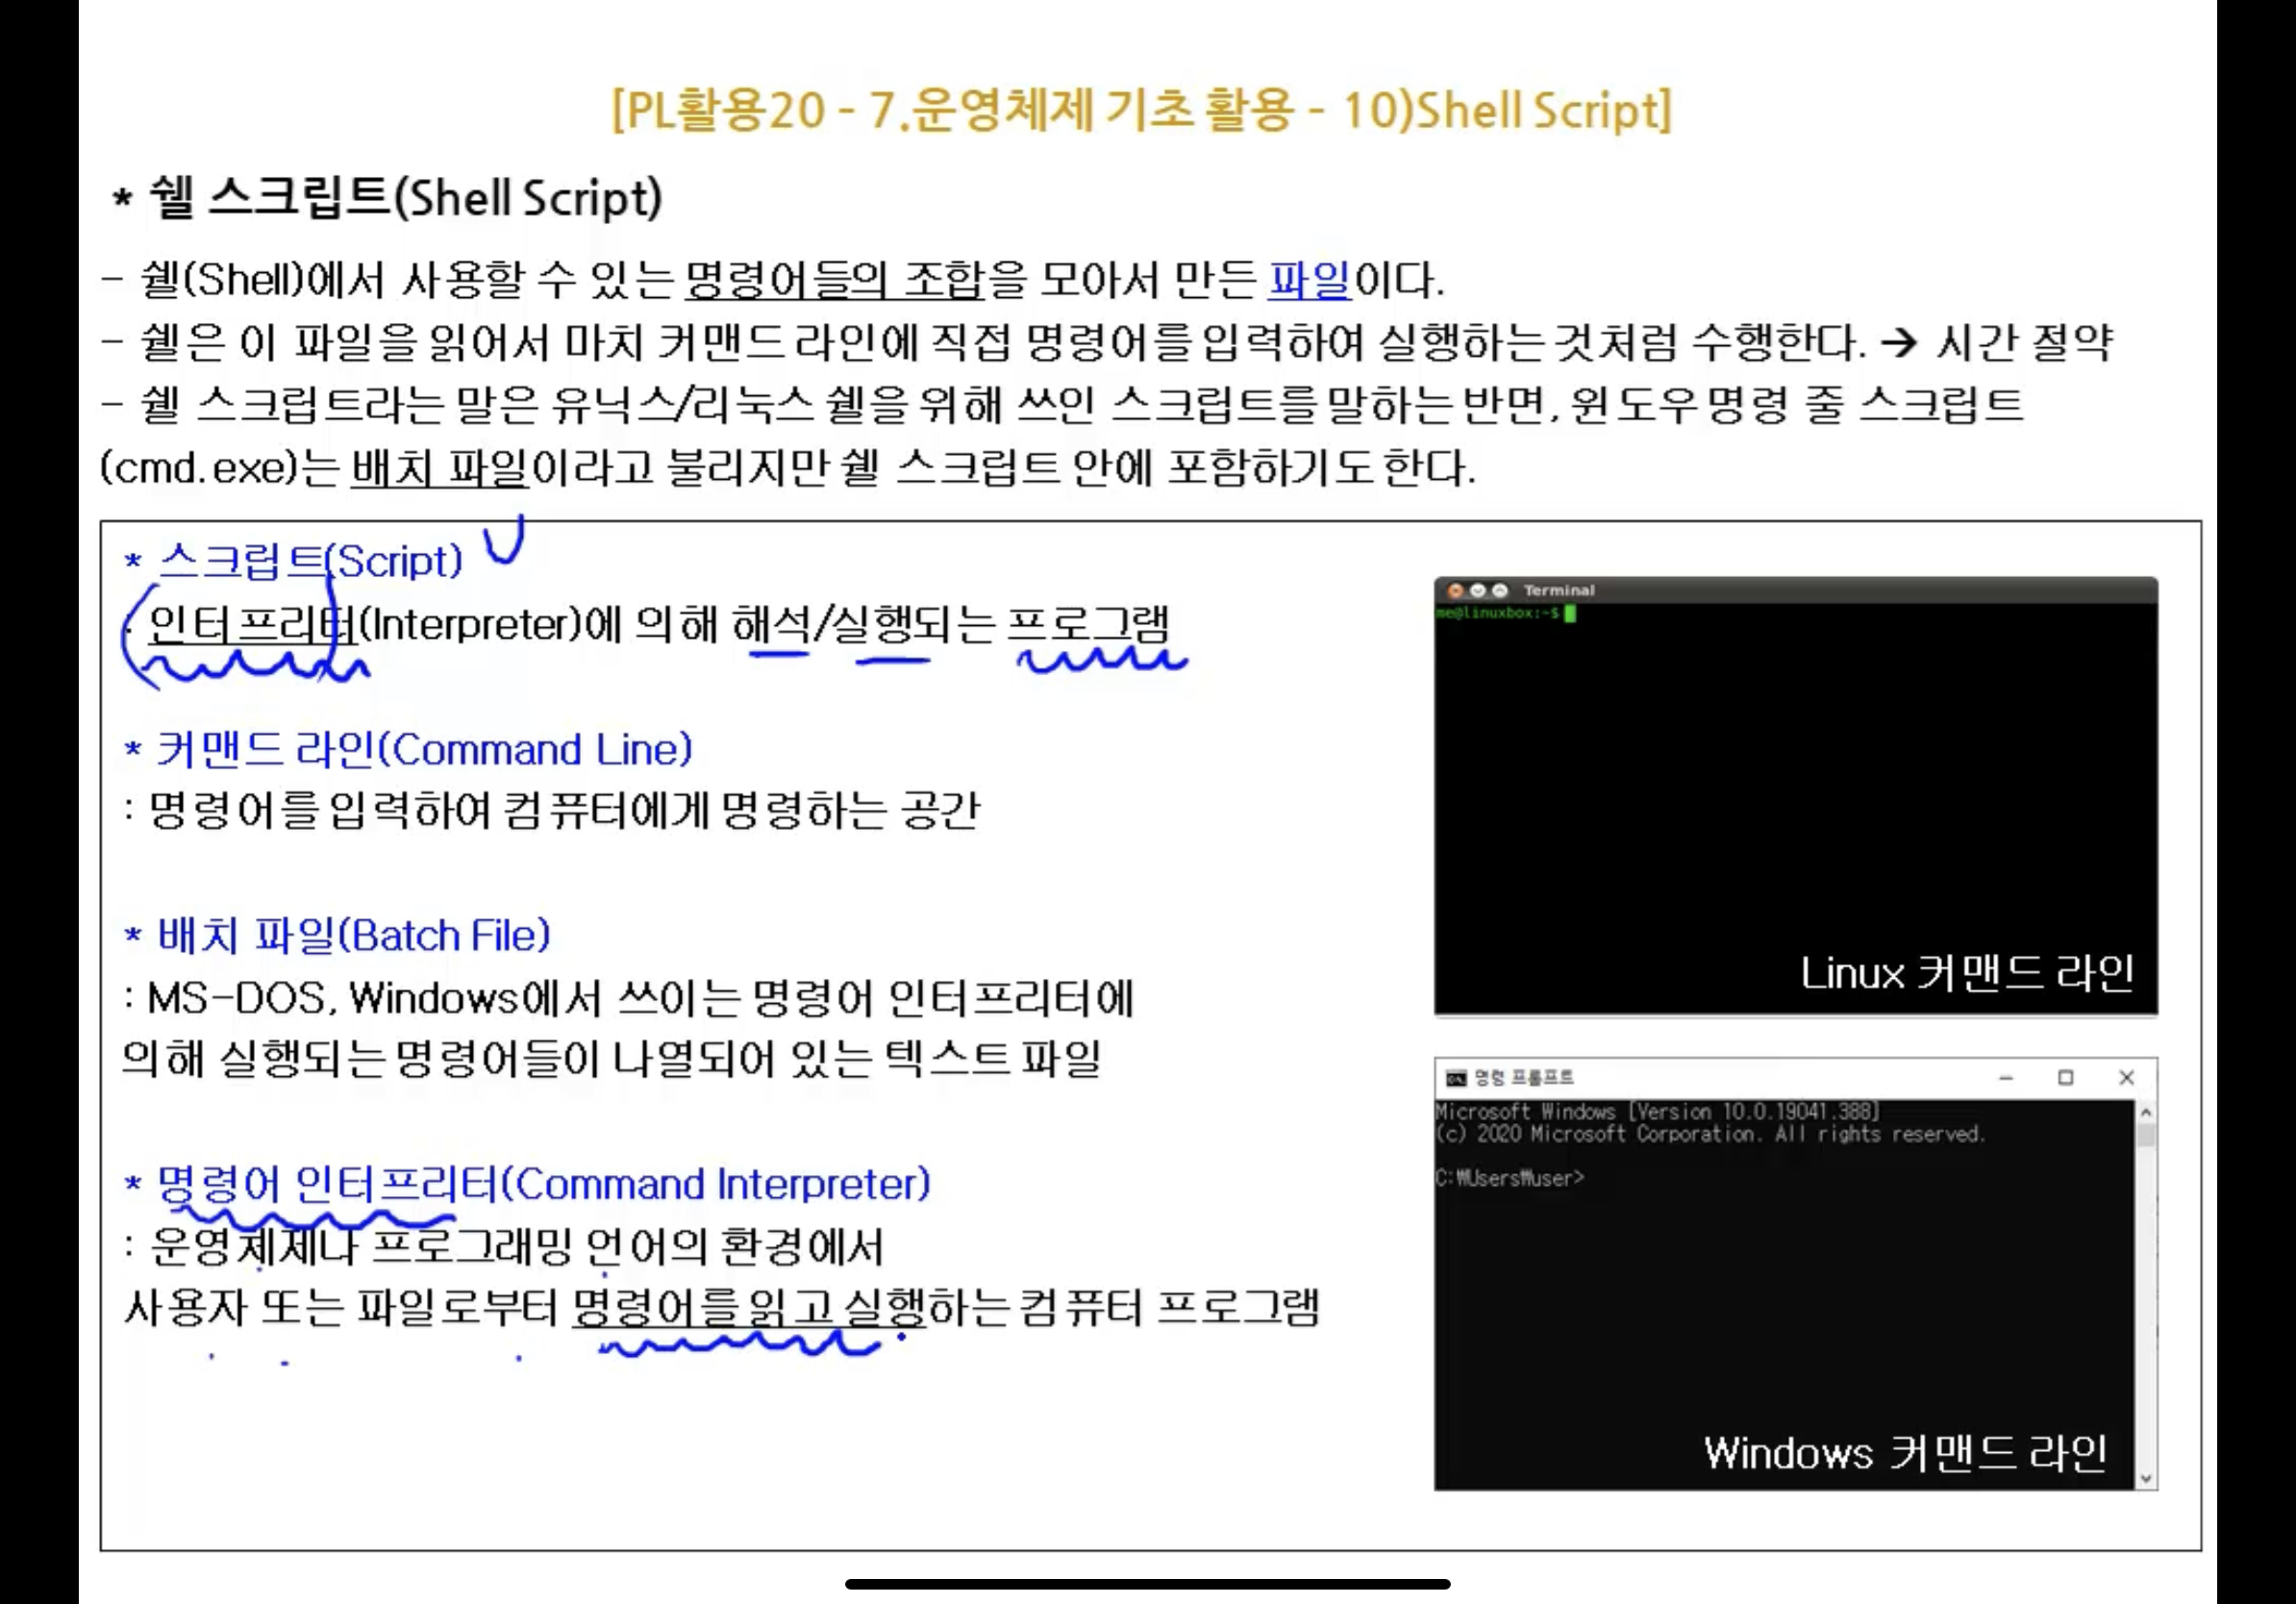 [PL활용20 - 7.운영체제 기초 활용 - 10)Shell Script]
* 쉘 스크립트(Shell Script)
- 쉘(Shell)에서 사용할 수 있는 명령어들의 조합을 모아서 만든 파일이다.
- 쉘은 이 파일을 읽어서 마치 커맨드 라인에 직접 명령어를 입력하여 실행하는 것처럼 수행한다. → 시간 절약
- 쉘 스크립트라는 말은 유닉스/리눅스 쉘을 위해 쓰인 스크립트를 말하는 반면, 윈도우 명령 줄 스크립트
(cmd.exe)는 배치 파일이라고 불리지만 쉘 스크립트 안에 포함하기도 한다.
* 스크립트(Script)
: 인터프리터(Interpreter)에 의해 해석/실행되는 프로그램
* 커맨드 라인(Command Line)
: 명령어를 입력하여 컴퓨터에게 명령하는 공간
* 배치 파일(Batch File)
: MS-DOS, Windows에서 쓰이는 명령어 인터프리터에
의해 실행되는 명령어들이 나열되어 있는 텍스트 파일
* 명령어 인터프리터(Command Interpreter)
: 운영체제나 프로그래밍 언어의 환경에서
사용자 또는 파일로부터 명령어를 읽고 실행하는 컴퓨터 프로그램
Terminal
me@linuxbox:~$
Linux 커맨드 라인
명령 프롬프트
Microsoft Windows [Version 10.0.19041.388]
(c) 2020 Microsoft Corporation. All rights reserved.
C:₩Users₩user>
Windows 커맨드 라인